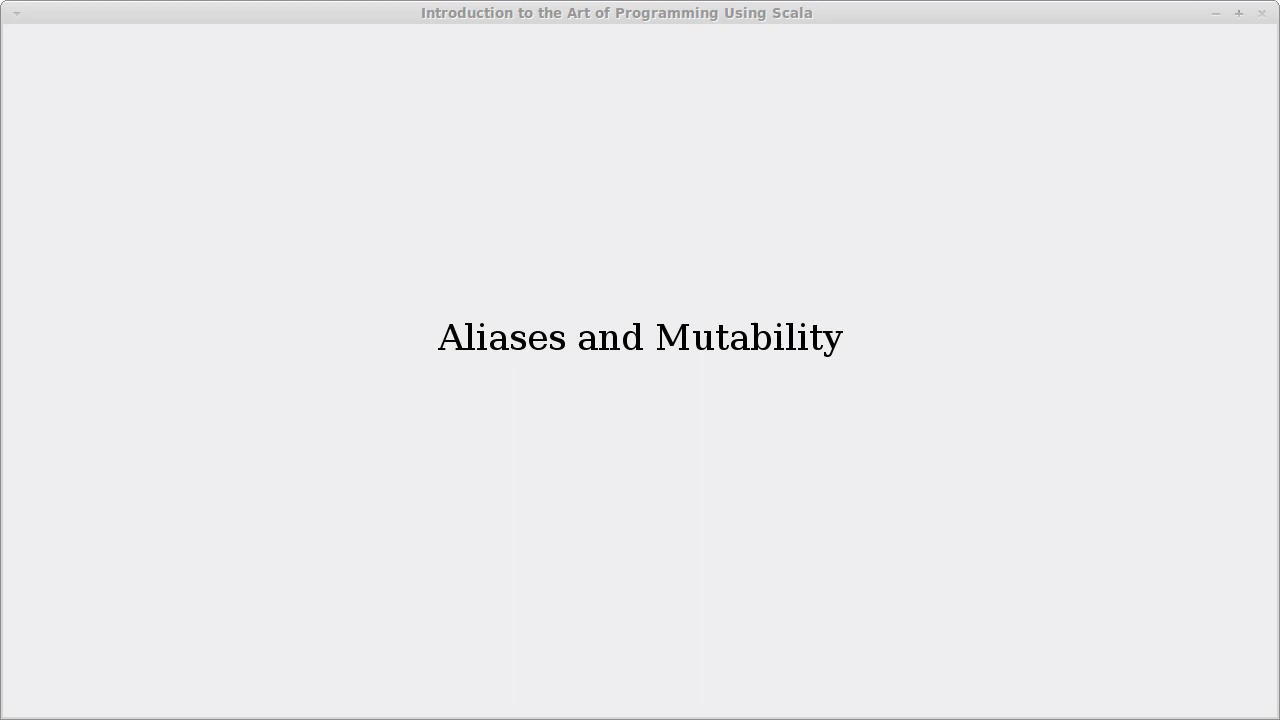 Introduction to the Art of Programming Using Scala
Aliases and Mutability